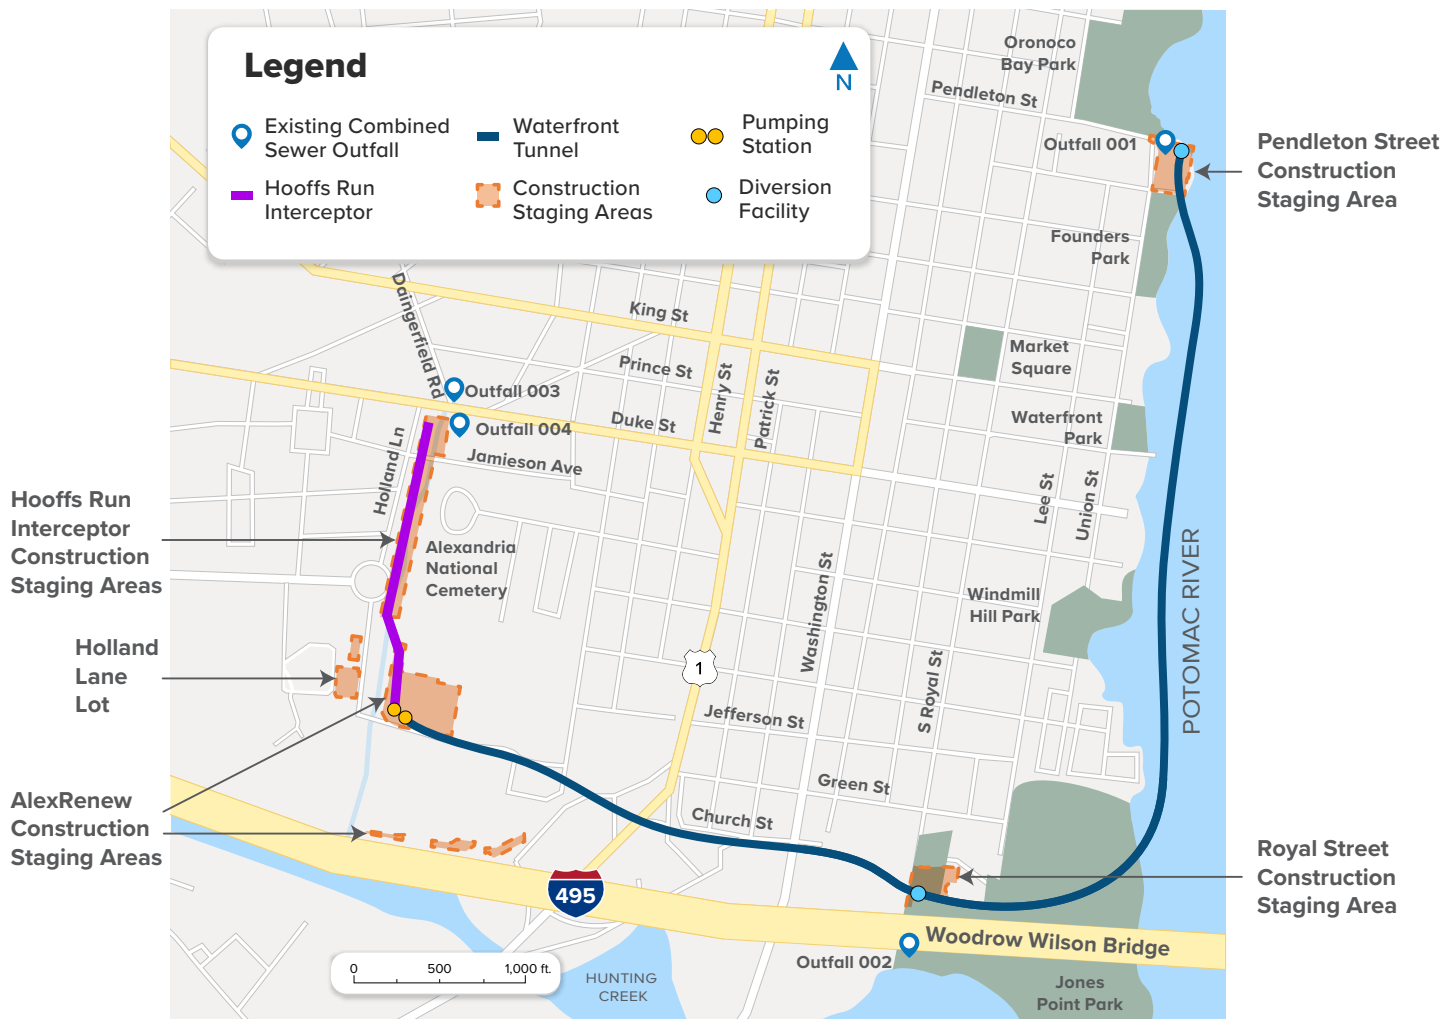 Legend
N
Existing Combined
Sewer Outfall
Waterfront
Tunnel
Pumping
Station
Hooffs Run
Interceptor
Construction
Staging Areas
Diversion
Facility
Oronoco
Bay Park
Pendleton St
Outfall 001
Pendleton Street
Construction
Staging Area
Founders
Park
Daingerfield Rd
King St
Prince St
Henry St
Patrick St
Market
Square
Outfall 003
Outfall 004
Duke St
Waterfront
Park
Holland Ln
Jamieson Ave
Lee St
Union St
Hooffs Run
Interceptor
Construction
Staging Areas
Alexandria
National
Cemetery
Washington St
Windmill
Hill Park
POTOMAC RIVER
Holland
Lane
Lot
1
S Royal St
Jefferson St
Green St
Church St
AlexRenew
Construction
Staging Areas
Royal Street
Construction
Staging Area
495
Woodrow Wilson Bridge
Outfall 002
0 500 1,000 ft.
HUNTING
CREEK
Jones
Point Park